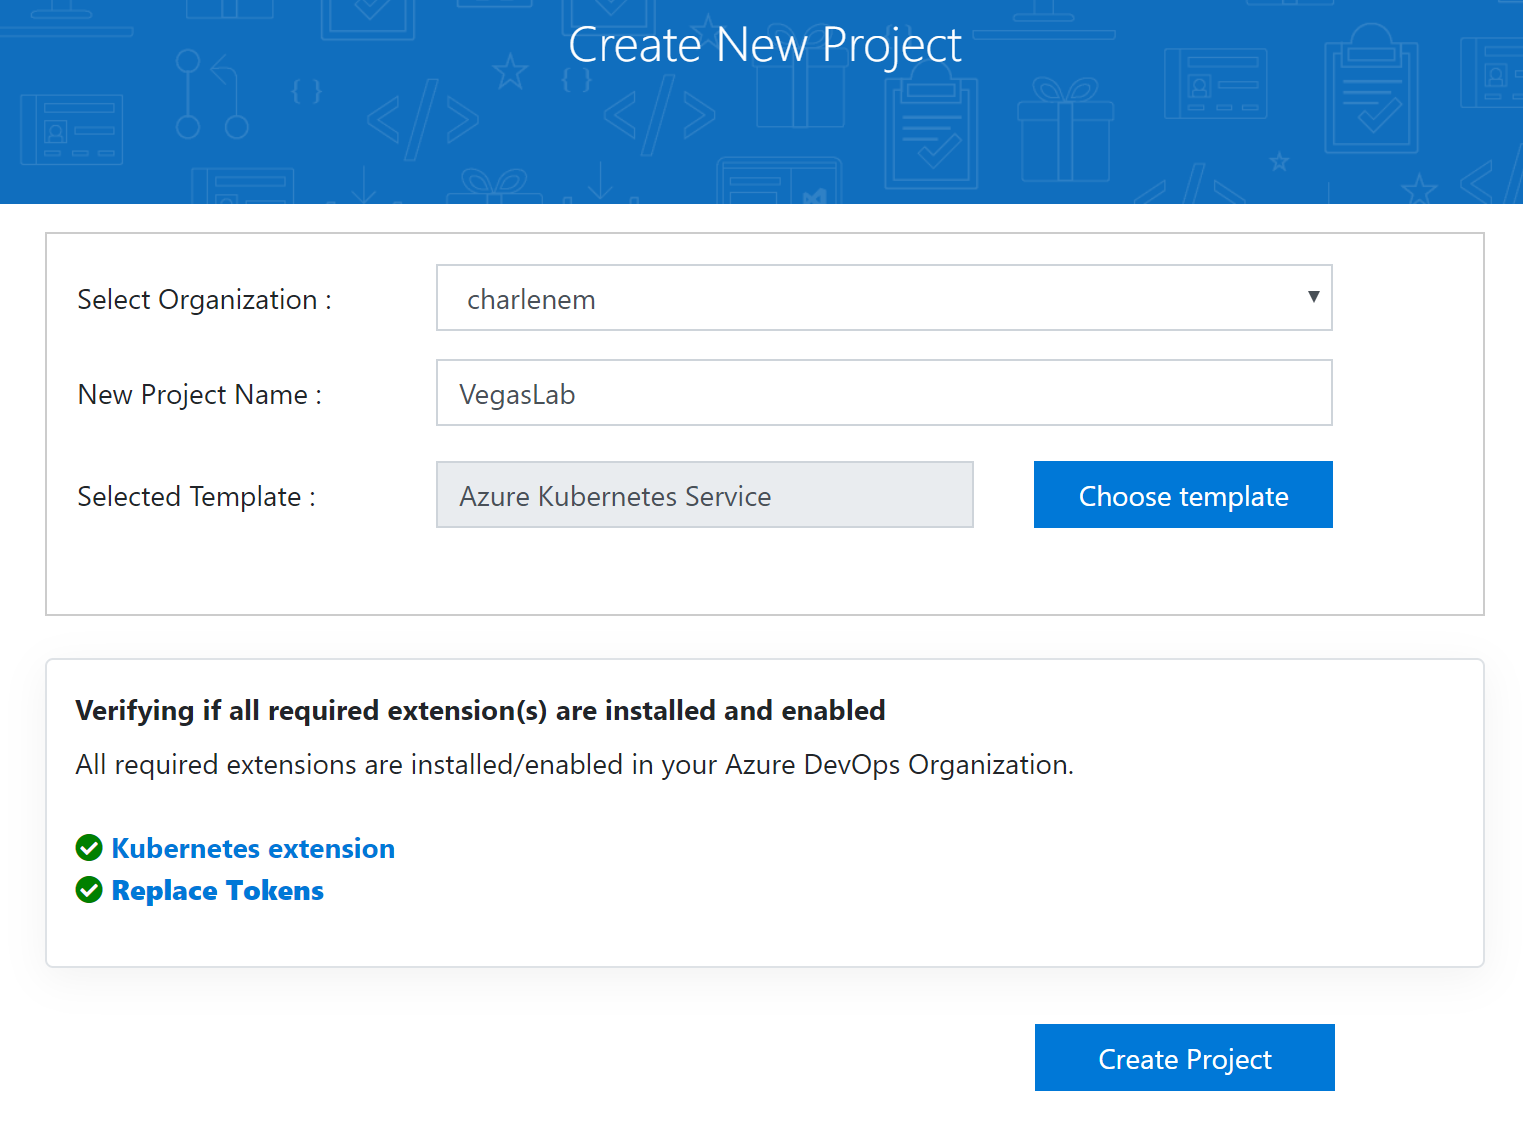 Create New Project
Select Organization :
charlenem
New Project Name :
VegasLab
Selected Template :
Azure Kubernetes Service
Choose template
Verifying if all required extension(s) are installed and enabled
All required extensions are installed/enabled in your Azure DevOps Organization.
Kubernetes extension
Replace Tokens
Create Project